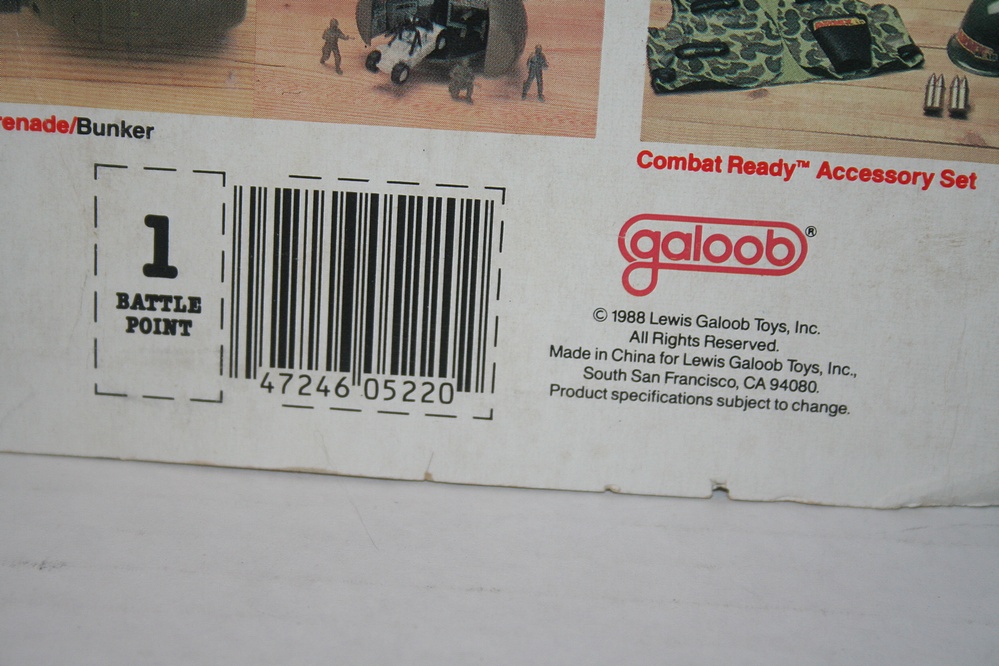 renade/Bunker
Combat Ready™ Accessory Set
1
BATTLE
POINT
47246 05220
galoob®
© 1988 Lewis Galoob Toys, Inc.
All Rights Reserved.
Made in China for Lewis Galoob Toys, Inc.,
South San Francisco, CA 94080.
Product specifications subject to change.